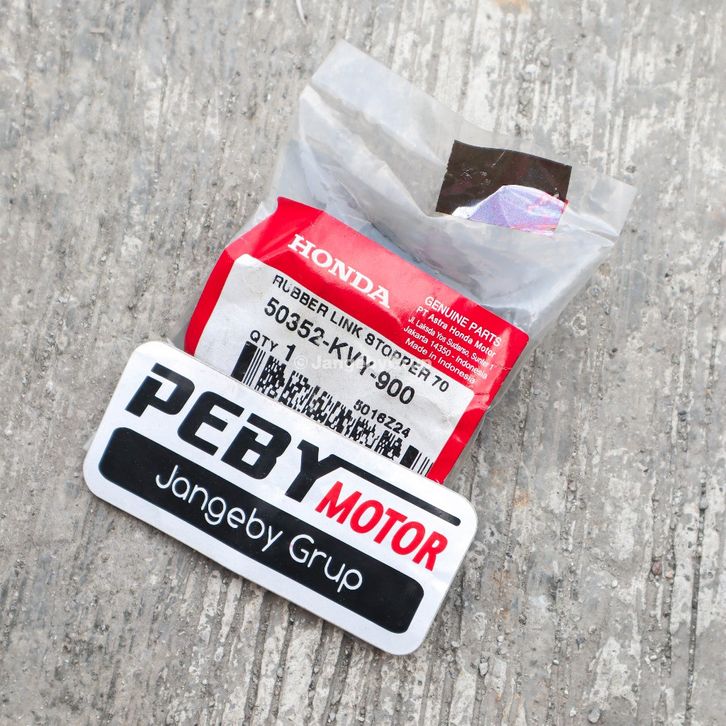 HONDA
GENUINE PARTS
PT Astra Honda Motor
Jl. Laksda Yos Sudarso, Sunter 1
Jakarta 14350 - Indonesia
Made in Indonesia
RUBBER LINK STOPPER 70
50352-KVY-900
QTY 1
5016Z24
PEBY
MOTOR
Jangeby Grup